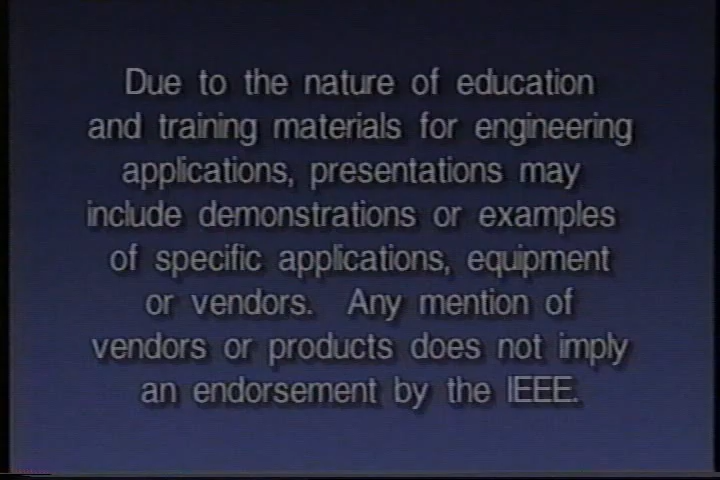 Due to the nature of education
and training materials for engineering
applications, presentations may
include demonstrations or examples
of specific applications, equipment
or vendors. Any mention of
vendors or products does not imply
an endorsement by the IEEE.